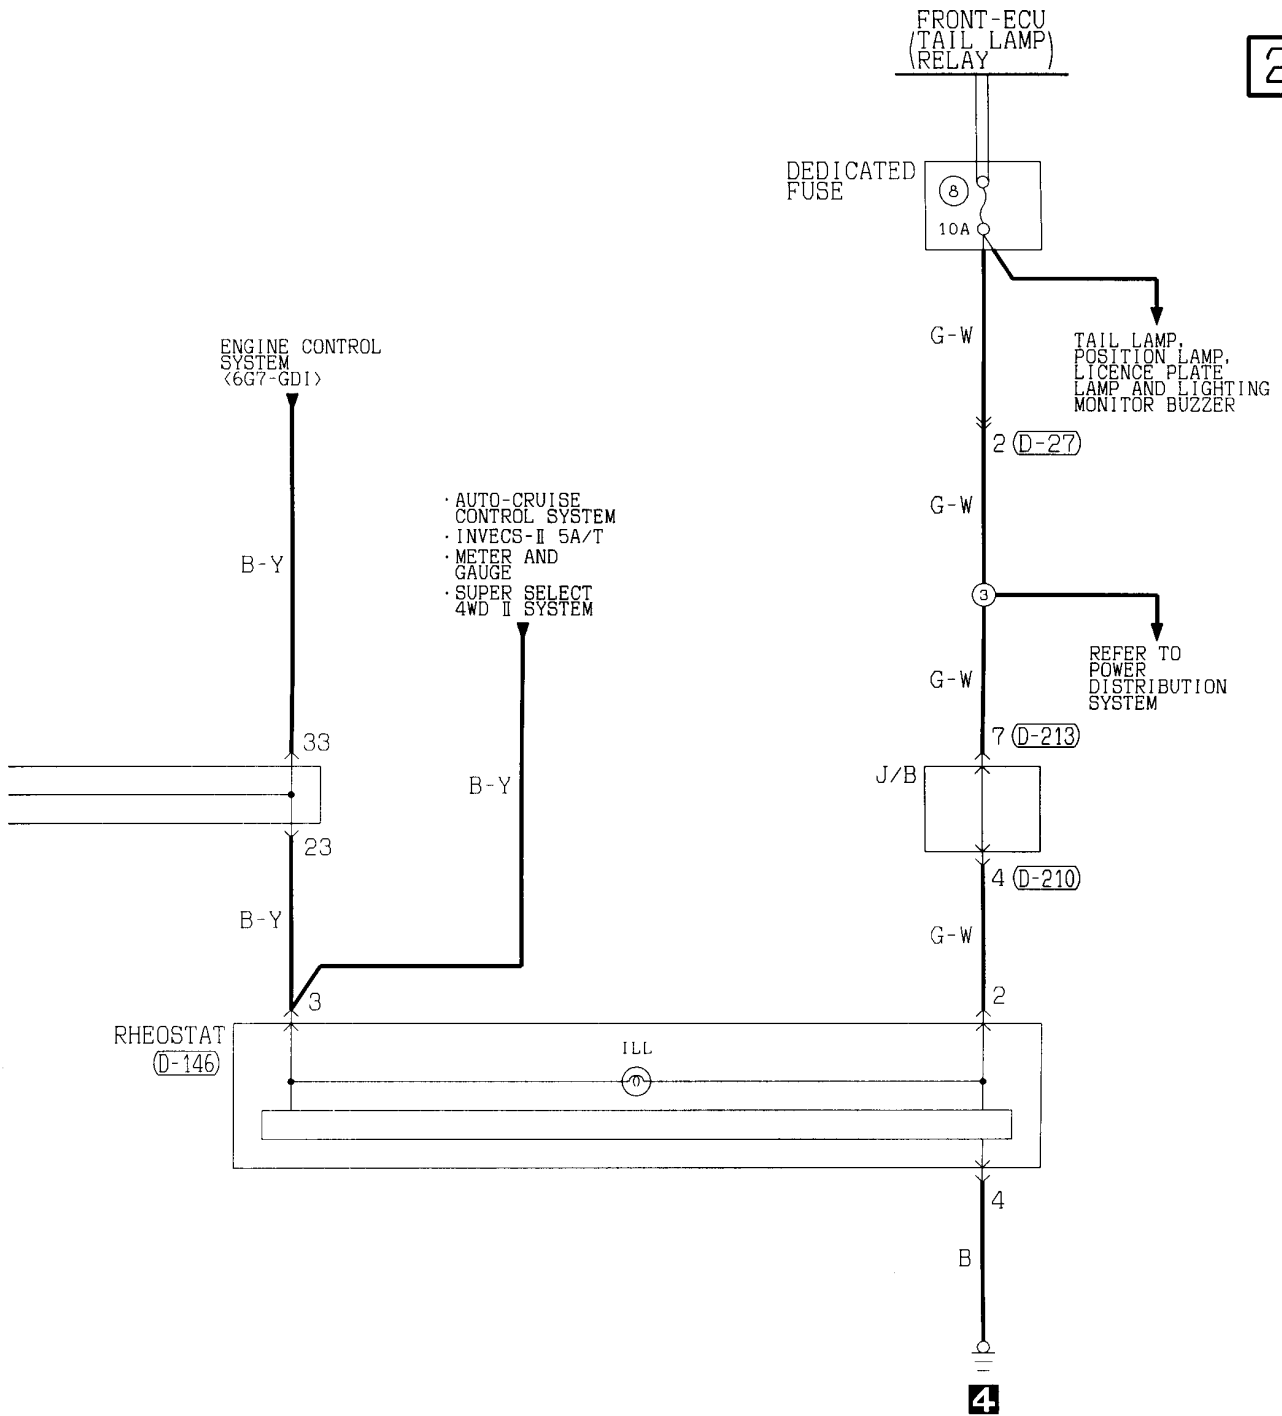 FRONT-ECU
(TAIL LAMP)
RELAY
2
DEDICATED
FUSE
8
10A
G-W
TAIL LAMP,
POSITION LAMP,
LICENCE PLATE
LAMP AND LIGHTING
MONITOR BUZZER
ENGINE CONTROL
SYSTEM
<6G7-GDI>
2 (D-27)
· AUTO-CRUISE
CONTROL SYSTEM
· INVECS-Ⅱ 5A/T
· METER AND
GAUGE
· SUPER SELECT
4WD Ⅱ SYSTEM
G-W
B-Y
3
REFER TO
POWER
DISTRIBUTION
SYSTEM
G-W
33
7 (D-213)
B-Y
J/B
23
4 (D-210)
B-Y
G-W
3
2
RHEOSTAT
(D-146)
ILL
4
B
4